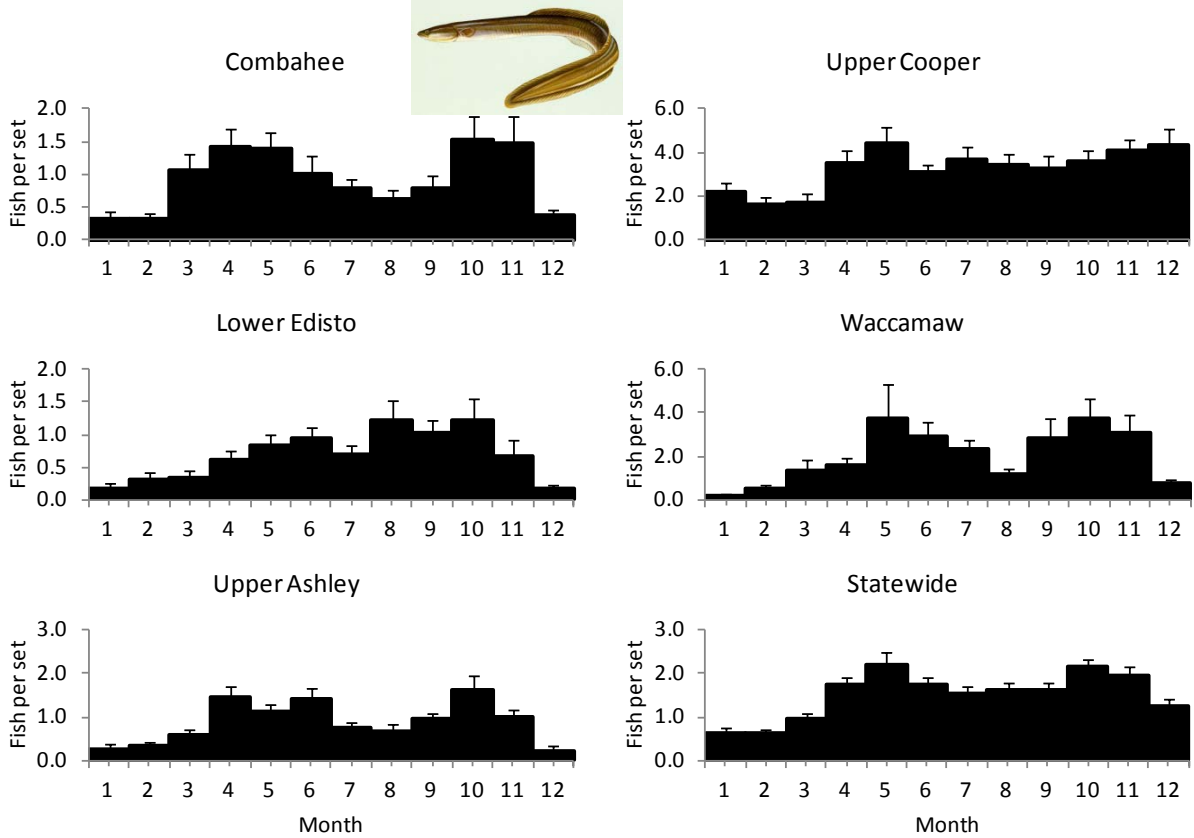 Combahee
Fish per set
2.0
1.5
1.0
0.5
0.0
1 2 3 4 5 6 7 8 9 10 11 12
Upper Cooper
Fish per set
6.0
4.0
2.0
0.0
1 2 3 4 5 6 7 8 9 10 11 12
Lower Edisto
Fish per set
2.0
1.5
1.0
0.5
0.0
1 2 3 4 5 6 7 8 9 10 11 12
Waccamaw
Fish per set
6.0
4.0
2.0
0.0
1 2 3 4 5 6 7 8 9 10 11 12
Upper Ashley
Fish per set
3.0
2.0
1.0
0.0
1 2 3 4 5 6 7 8 9 10 11 12
Month
Statewide
Fish per set
3.0
2.0
1.0
0.0
1 2 3 4 5 6 7 8 9 10 11 12
Month